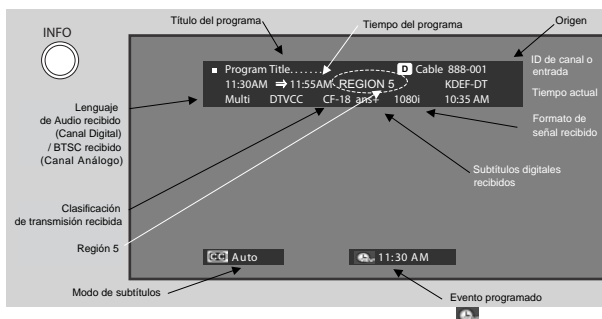 Título del programa
Tiempo del programa
Origen
INFO
Program Title...... D Cable 888-001
11:30AM ➡ 11:55AM REGION 5 KDEF-DT
Multi DTVCC CF-18 ans+ 1080i 10:35 AM
ID de canal o
entrada
Tiempo actual
Formato de
señal recibido
Lenguaje
de Audio recibido
(Canal Digital)
/ BTSC recibido
(Canal Análogo)
Subtítulos digitales
recibidos
Clasificación
de transmisión recibida
Región 5
CC Auto
11:30 AM
Modo de subtítulos
Evento programado